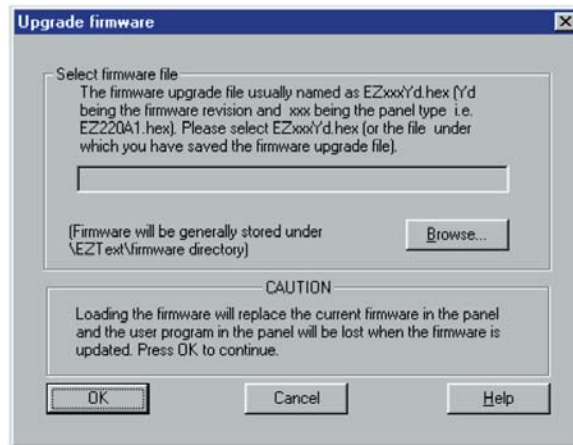 Upgrade firmware
Select firmware file
The firmware upgrade file usually named as EZxxxYd.hex (Yd
being the firmware revision and xxx being the panel type i.e.
EZ220A1.hex). Please select EZxxxYd.hex (or the file under
which you have saved the firmware upgrade file).
(Firmware will be generally stored under
\EZText\firmware directory)
Browse...
CAUTION
Loading the firmware will replace the current firmware in the panel
and the user program in the panel will be lost when the firmware is
updated. Press OK to continue.
OK Cancel Help